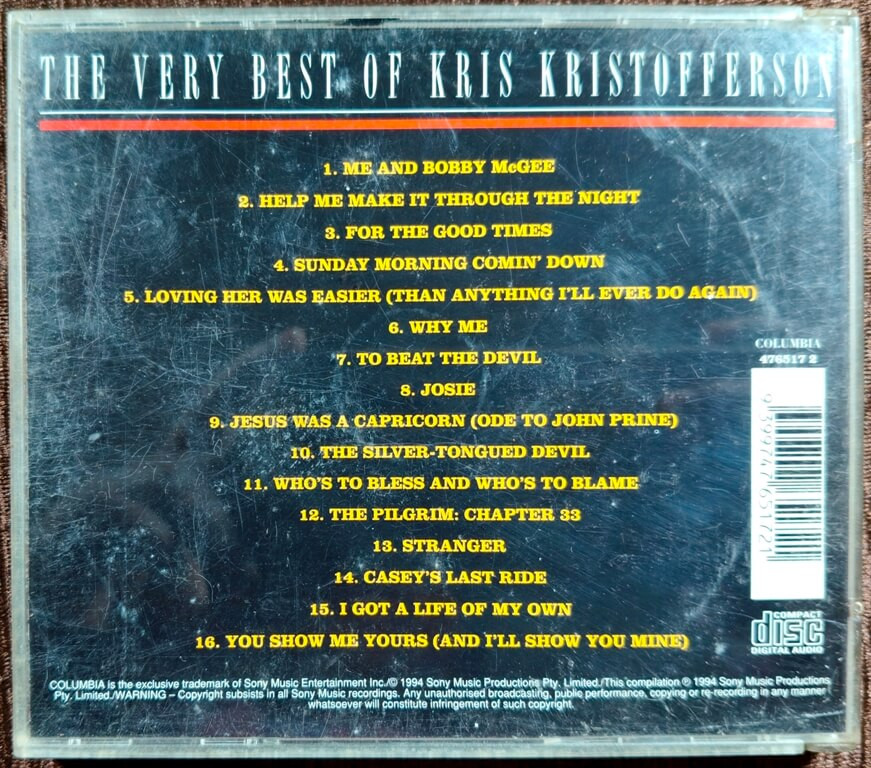 THE VERY BEST OF KRIS KRISTOFFERSON
1. ME AND BOBBY McGEE
2. HELP ME MAKE IT THROUGH THE NIGHT
3. FOR THE GOOD TIMES
4. SUNDAY MORNING COMIN' DOWN
5. LOVING HER WAS EASIER (THAN ANYTHING I'LL EVER DO AGAIN)
6. WHY ME
7. TO BEAT THE DEVIL
8. JOSIE
9. JESUS WAS A CAPRICORN (ODE TO JOHN PRINE)
10. THE SILVER-TONGUED DEVIL
11. WHO'S TO BLESS AND WHO'S TO BLAME
12. THE PILGRIM: CHAPTER 33
13. STRANGER
14. CASEY'S LAST RIDE
15. I GOT A LIFE OF MY OWN
16. YOU SHOW ME YOURS (AND I'LL SHOW YOU MINE)
COLUMBIA
476517 2
9 399747 651721
COMPACT
disc
DIGITAL AUDIO
COLUMBIA is the exclusive trademark of Sony Music Entertainment Inc./© 1994 Sony Music Productions Pty. Limited./This compilation ℗ 1994 Sony Music Productions
Pty. Limited./WARNING – Copyright subsists in all Sony Music recordings. Any unauthorised broadcasting, public performance, copying or re-recording in any manner
whatsoever will constitute infringement of such copyright.